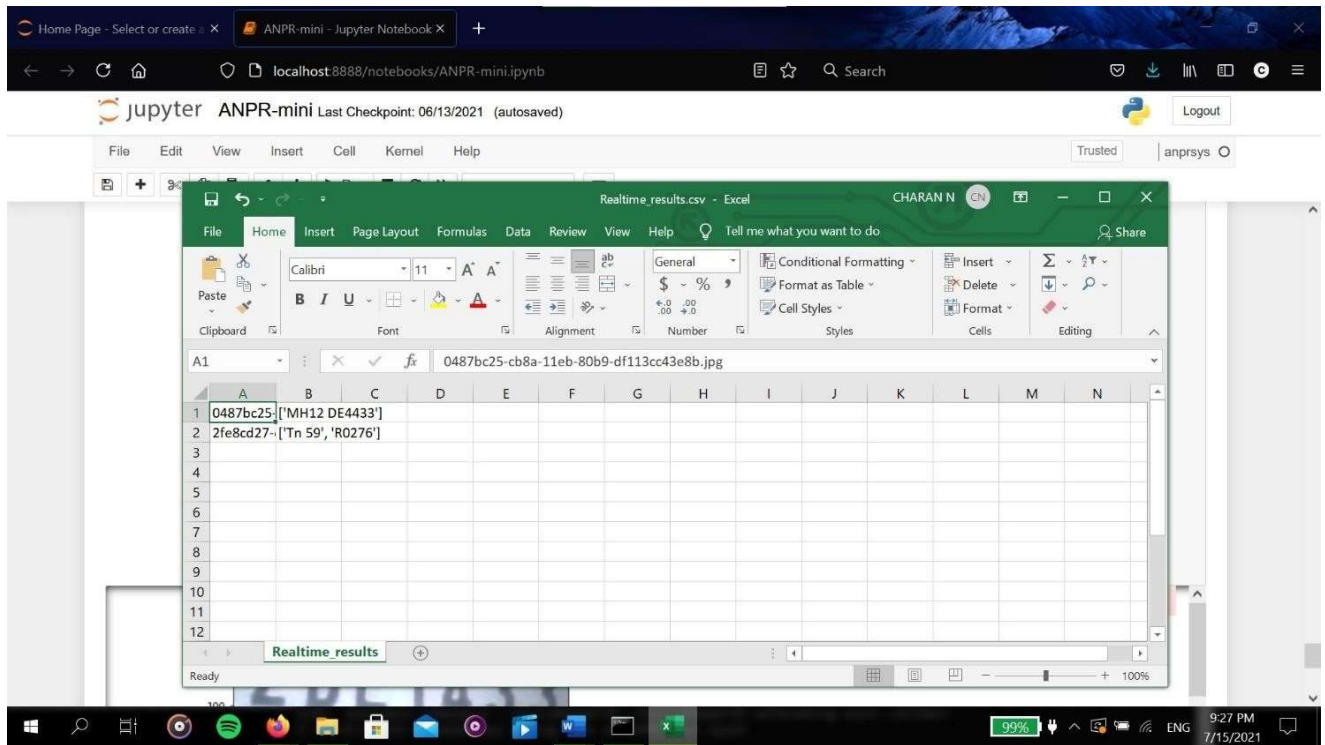 Home Page - Select or create a
ANPR-mini - Jupyter Notebook
localhost:8888/notebooks/ANPR-mini.ipynb
Search
jupyter ANPR-mini Last Checkpoint: 06/13/2021 (autosaved)
Logout
File Edit View Insert Cell Kernel Help
Trusted
anprsys
Realtime_results.csv - Excel
CHARAN N CN
File Home Insert Page Layout Formulas Data Review View Help Tell me what you want to do
Share
Paste
Clipboard
Calibri 11 A A
B I U A
Font
ab
Alignment
General
$ % ,
Number
Conditional Formatting
Format as Table
Cell Styles
Styles
Insert
Delete
Format
Cells
Editing
A1 fx 0487bc25-cb8a-11eb-80b9-df113cc43e8b.jpg
A B C D E F G H I J K L M N
1 0487bc25- ['MH12 DE4433']
2 2fe8cd27- ['Tn 59', 'R0276']
3
4
5
6
7
8
9
10
11
12
Realtime_results
Ready
100%
99%
ENG
9:27 PM
7/15/2021